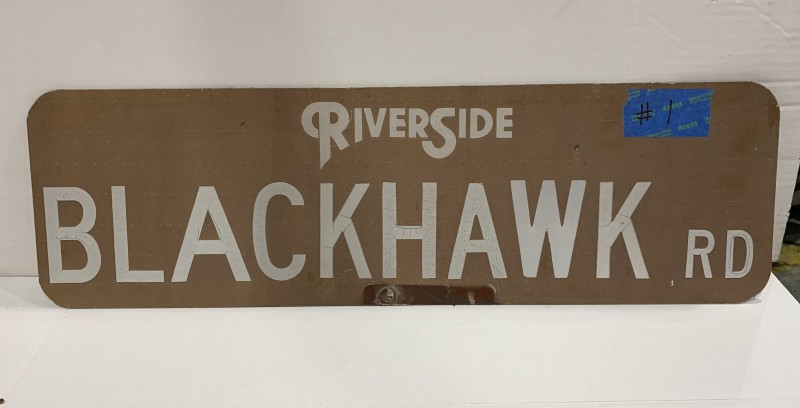 RIVERSIDE
# 1
BLACKHAWK RD